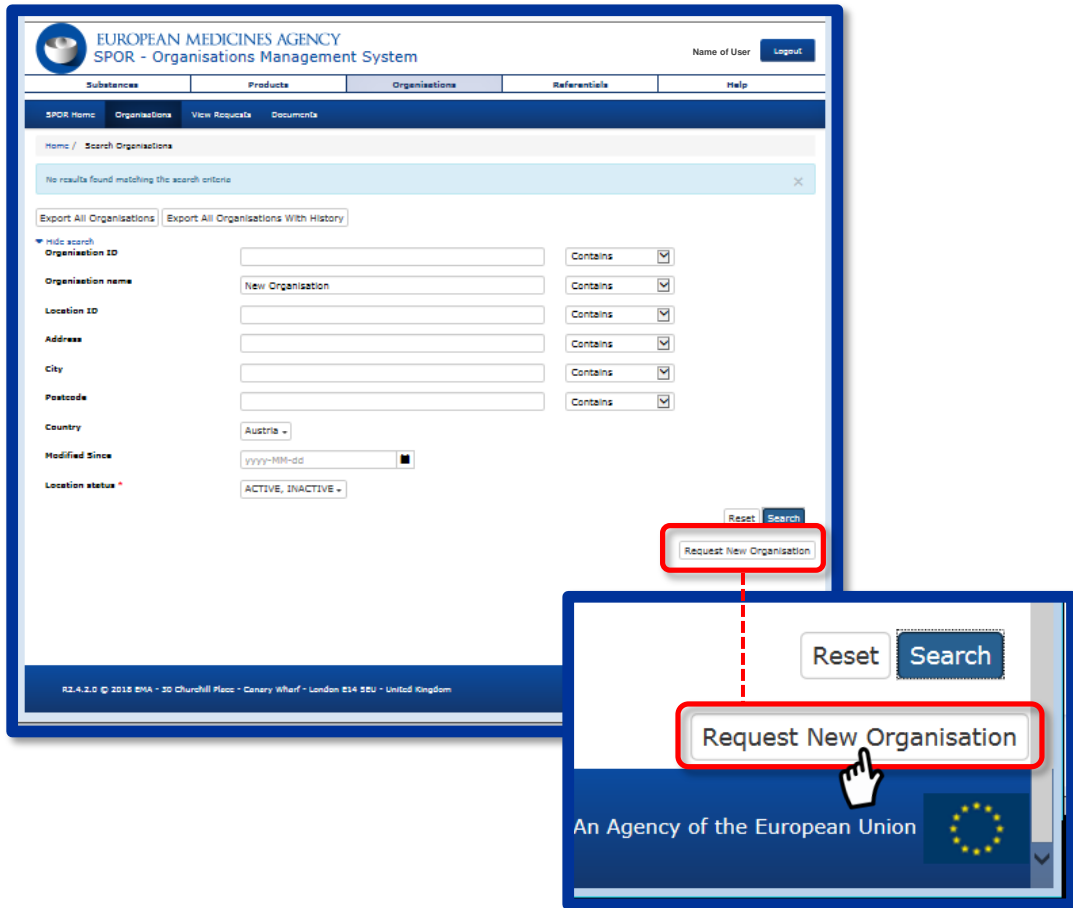 EUROPEAN MEDICINES AGENCY
SPOR - Organisations Management System
Name of User Logout
Substances Products Organisations Referentials Help
SPOR Home Organisations View Requests Documents
Home / Search Organisations
No results found matching the search criteria
Export All Organisations Export All Organisations With History
Hide search
Organisation ID Contains
Organisation name New Organisation Contains
Location ID Contains
Address Contains
City Contains
Postcode Contains
Country Austria
Modified Since yyyy-MM-dd
Location status * ACTIVE, INACTIVE
Reset Search
Request New Organisation
R2.4.2.0 © 2018 EMA - 30 Churchill Place - Canary Wharf - London E14 5EU - United Kingdom
Reset Search
Request New Organisation
An Agency of the European Union